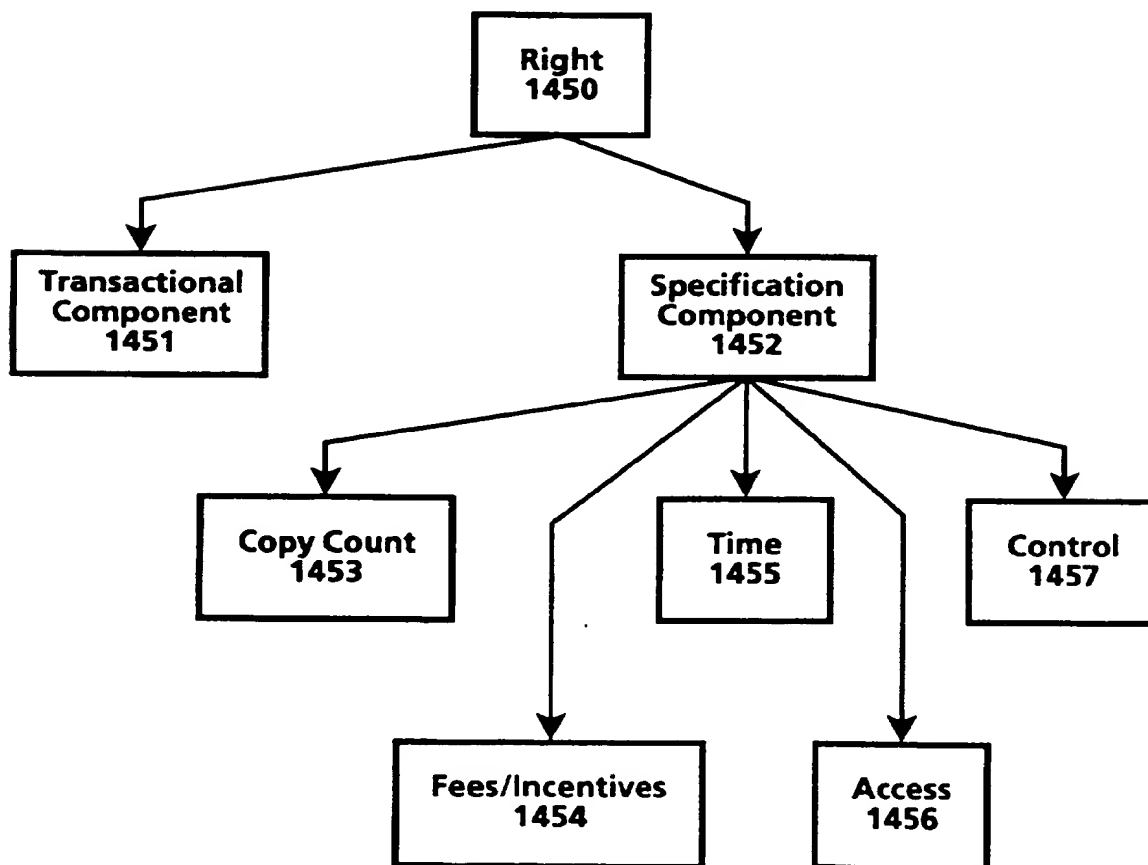 Right
1450
Transactional
Component
1451
Specification
Component
1452
Copy Count
1453
Time
1455
Control
1457
Fees/Incentives
1454
Access
1456